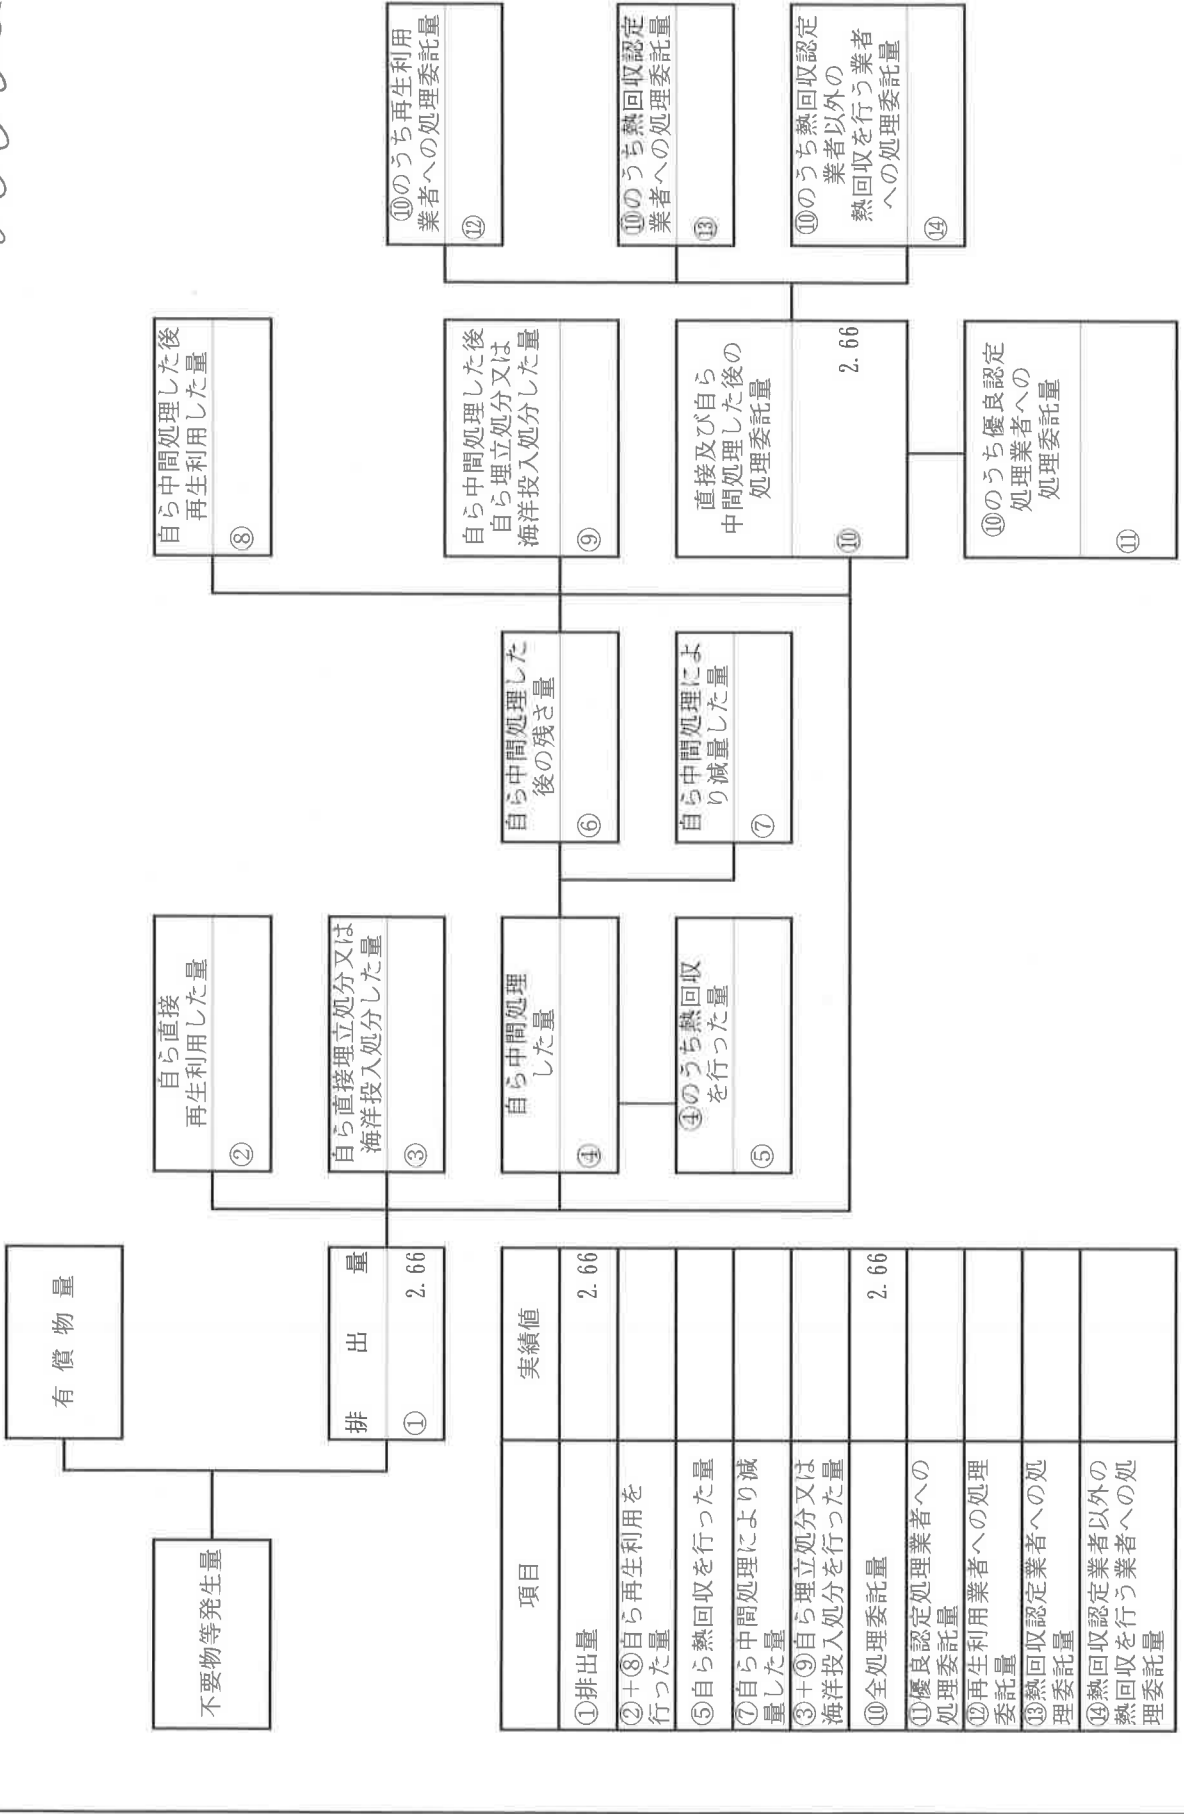 不要物等発生量
有償物量
排出量
① 2.66
自ら直接
再生利用した量
②
自ら直接埋立処分又は
海洋投入処分した量
③
自ら中間処理
した量
④
④のうち熱回収
を行った量
⑤
自ら中間処理した
後の残さ量
⑥
自ら中間処理によ
り減量した量
⑦
自ら中間処理した後
再生利用した量
⑧
自ら中間処理した後
自ら埋立処分又は
海洋投入処分した量
⑨
直接及び自ら
中間処理した後の
処理委託量
⑩ 2.66
⑩のうち優良認定
処理業者への
処理委託量
⑪
⑩のうち再生利用
業者への処理委託量
⑫
⑩のうち熱回収認定
業者への処理委託量
⑬
⑩のうち熱回収認定
業者以外の
熱回収を行う業者
への処理委託量
⑭
項目 実績値
①排出量 2.66
②+⑧自ら再生利用を
行った量
⑤自ら熱回収を行った量
⑦自ら中間処理により減
量した量
③+⑨自ら埋立処分又は
海洋投入処分を行った量
⑩全処理委託量 2.66
⑪優良認定処理業者への
処理委託量
⑫再生利用業者への処理
委託量
⑬熱回収認定業者への処
理委託量
⑭熱回収認定業者以外の
熱回収を行う業者への処
理委託量